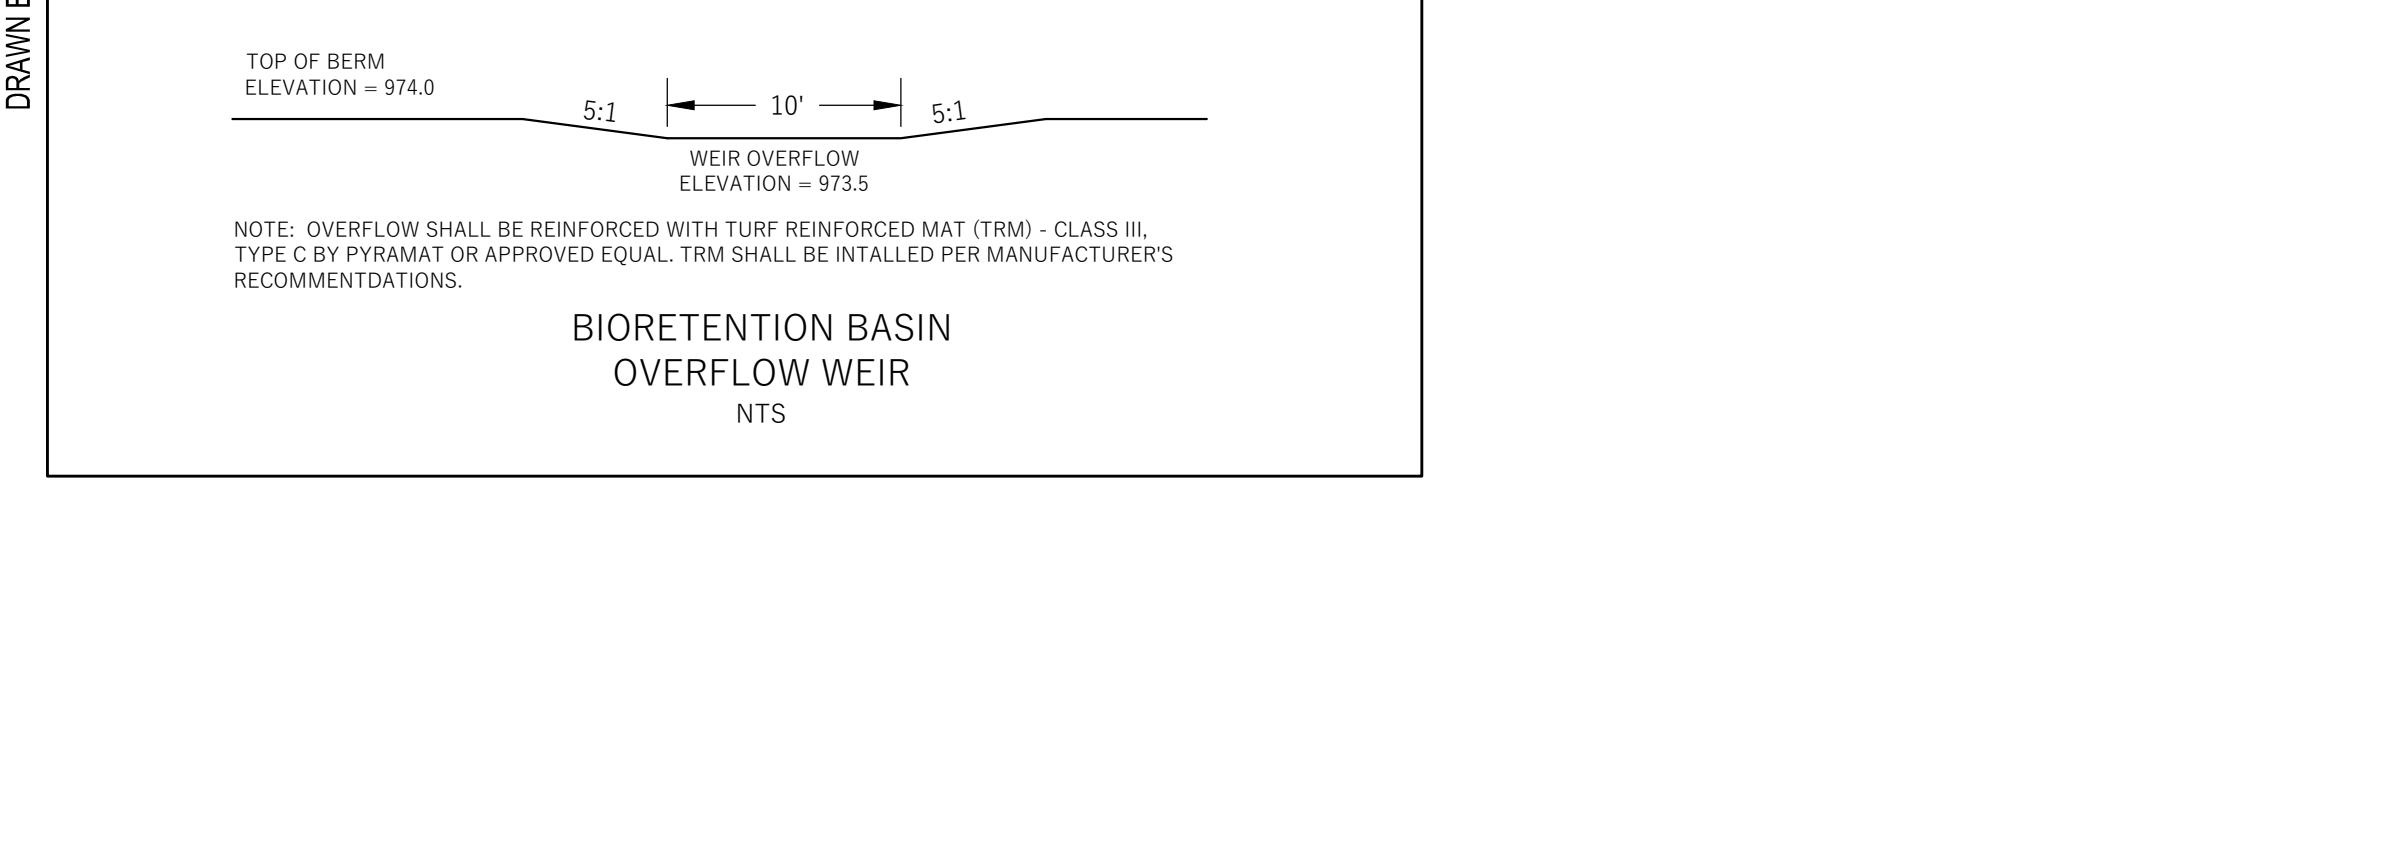 DRAWN
TOP OF BERM
ELEVATION = 974.0
5:1
10'
5:1
WEIR OVERFLOW
ELEVATION = 973.5
NOTE: OVERFLOW SHALL BE REINFORCED WITH TURF REINFORCED MAT (TRM) - CLASS III,
TYPE C BY PYRAMAT OR APPROVED EQUAL. TRM SHALL BE INTALLED PER MANUFACTURER'S
RECOMMENTDATIONS.
BIORETENTION BASIN
OVERFLOW WEIR
NTS